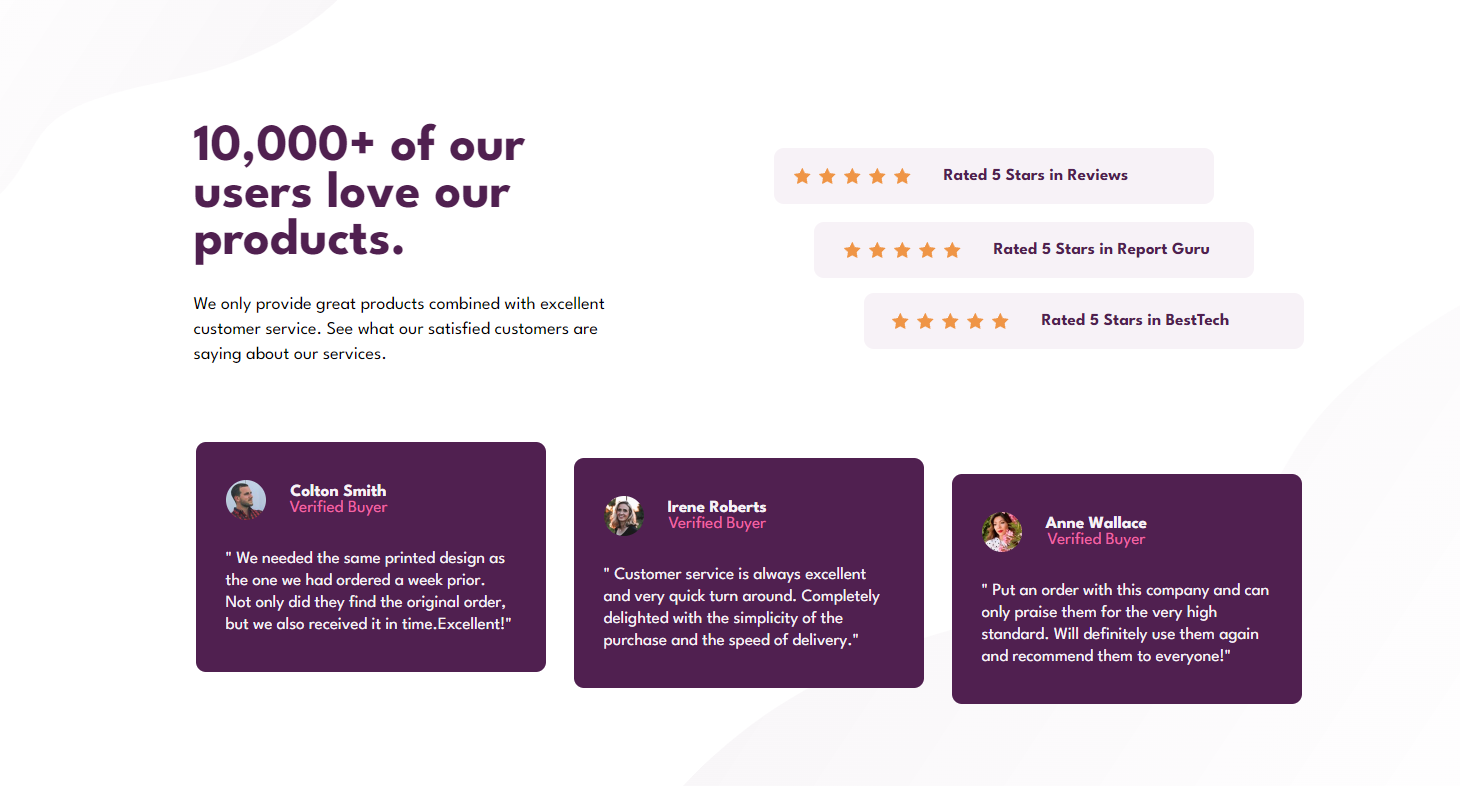 10,000+ of our
users love our
products.
We only provide great products combined with excellent
customer service. See what our satisfied customers are
saying about our services.
Rated 5 Stars in Reviews
Rated 5 Stars in Report Guru
Rated 5 Stars in BestTech
Colton Smith
Verified Buyer
" We needed the same printed design as
the one we had ordered a week prior.
Not only did they find the original order,
but we also received it in time.Excellent!"
Irene Roberts
Verified Buyer
" Customer service is always excellent
and very quick turn around. Completely
delighted with the simplicity of the
purchase and the speed of delivery."
Anne Wallace
Verified Buyer
" Put an order with this company and can
only praise them for the very high
standard. Will definitely use them again
and recommend them to everyone!"